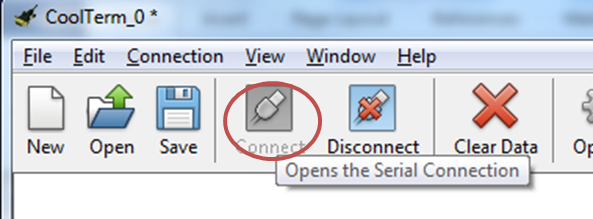 CoolTerm_0 *
File Edit Connection View Window Help
New Open Save Connect Disconnect Clear Data
Opens the Serial Connection